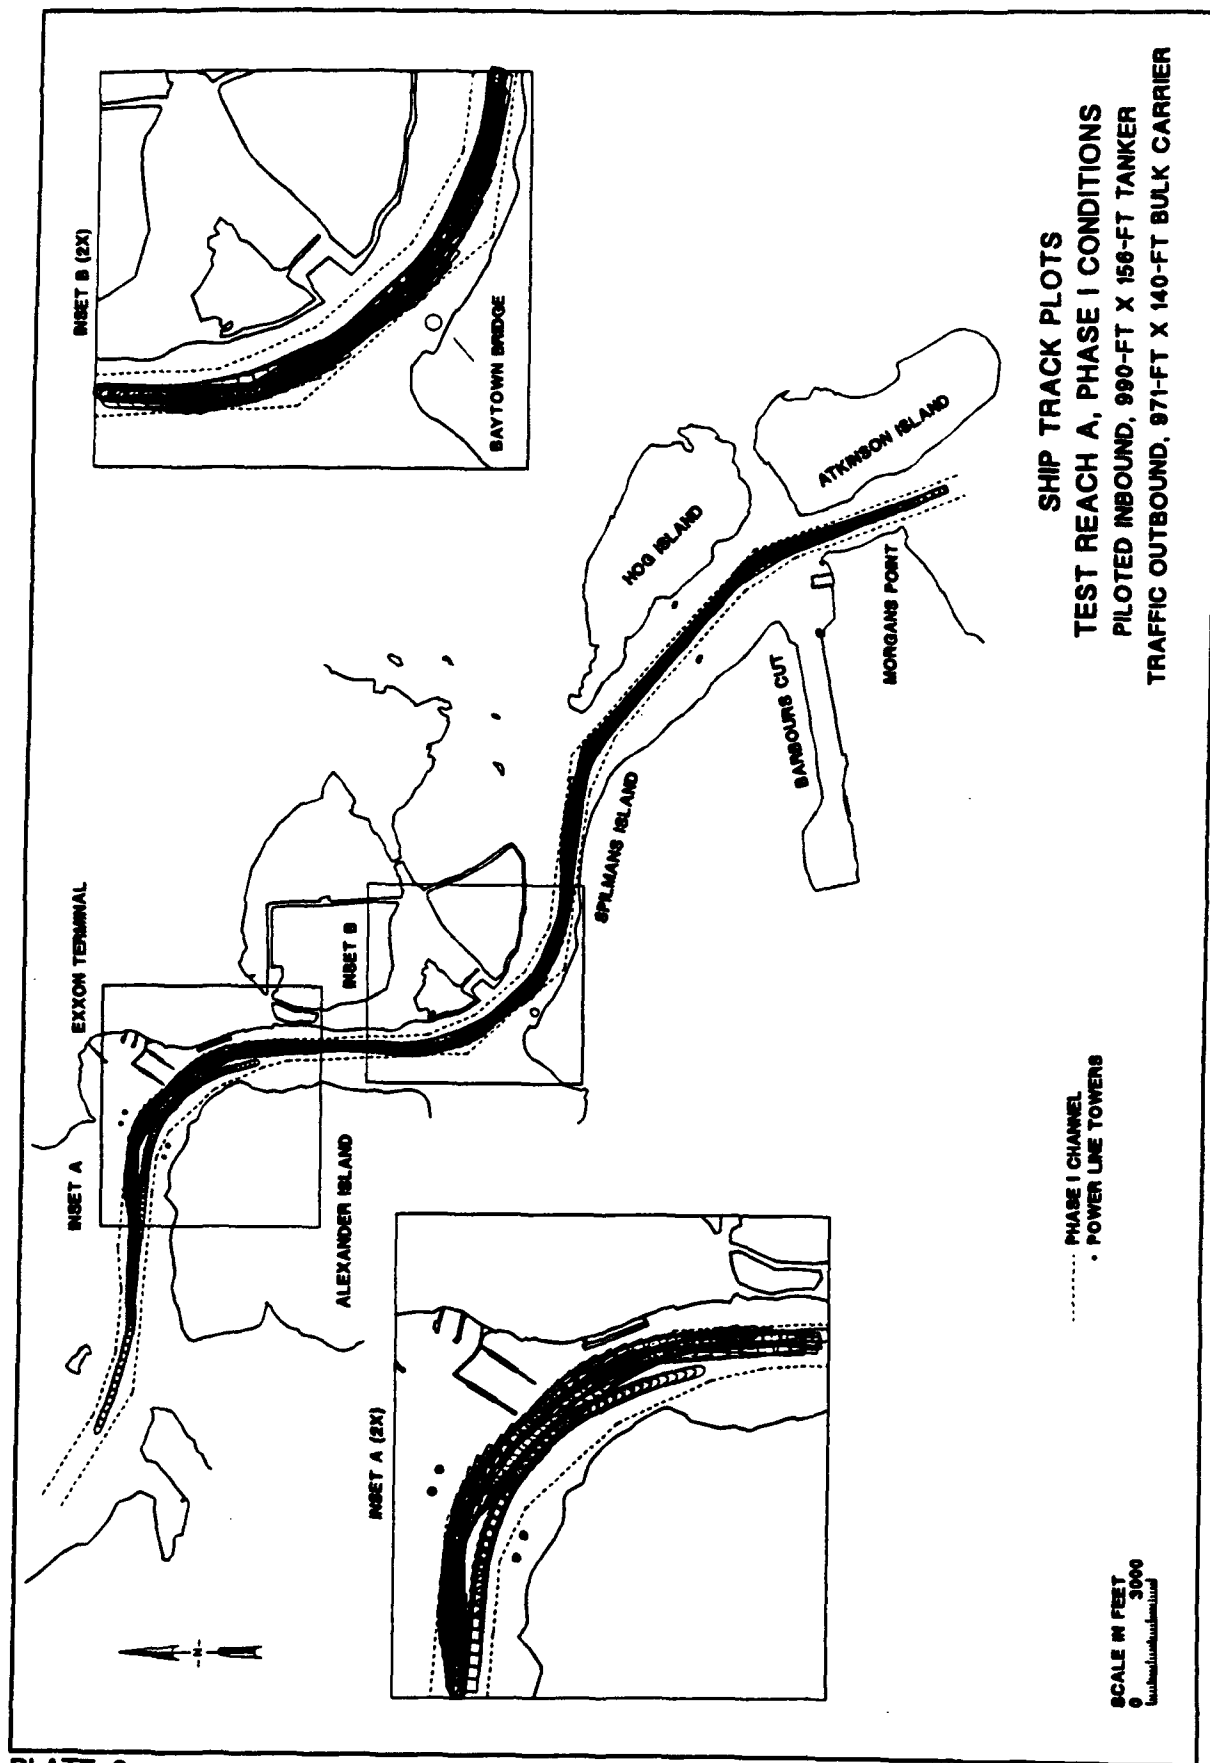 INSET B (2X)
BAYTOWN BRIDGE
EXXON TERMINAL
INSET A
INSET B
ALEXANDER ISLAND
HOG ISLAND
ATKINSON ISLAND
SPILMANS ISLAND
BARBOURS CUT
MORGANS POINT
INSET A (2X)
N
PHASE I CHANNEL
POWER LINE TOWERS
SCALE IN FEET
0 3000
SHIP TRACK PLOTS
TEST REACH A, PHASE I CONDITIONS
PILOTED INBOUND, 990-FT X 156-FT TANKER
TRAFFIC OUTBOUND, 971-FT X 140-FT BULK CARRIER